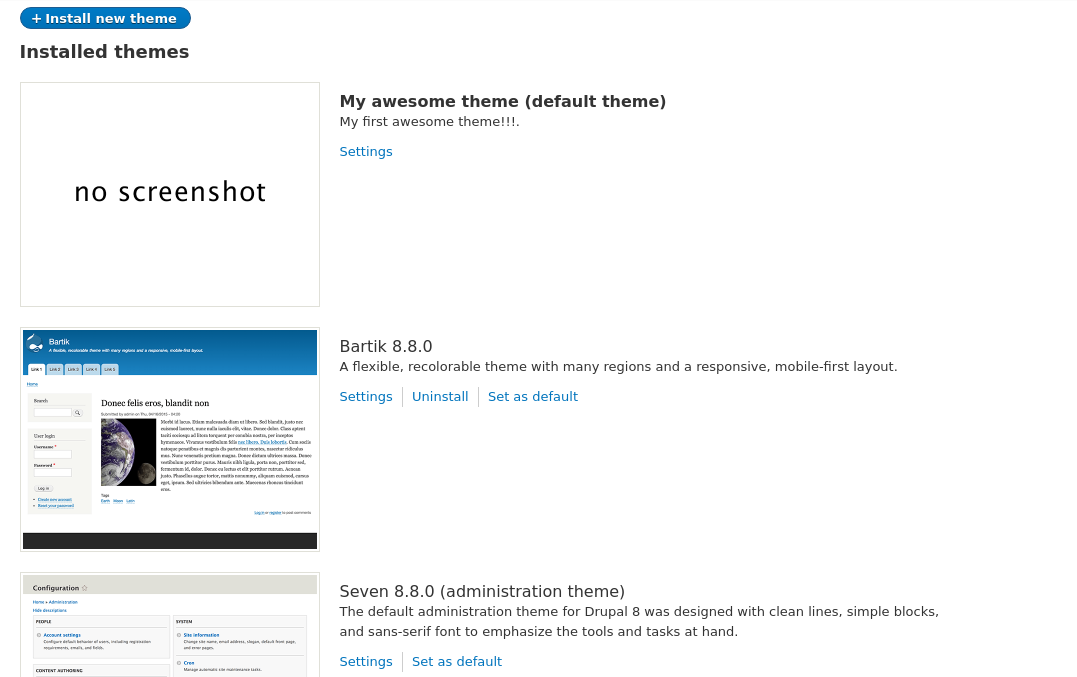 + Install new theme
Installed themes
no screenshot
My awesome theme (default theme)
My first awesome theme!!!.
Settings
Bartik
A flexible, recolorable theme with many regions and a responsive, mobile-first layout.
Link 1 Link 2 Link 3 Link 4 Link 5
Home
Search
User login
Username *
Password *
Log in
Create new account
Reset your password
Donec felis eros, blandit non
Tags
Earth Moon Latin
Log in or register to post comments
Bartik 8.8.0
A flexible, recolorable theme with many regions and a responsive, mobile-first layout.
Settings Uninstall Set as default
Configuration
Home » Administration
Hide descriptions
PEOPLE
Account settings
Configure default behavior of users, including registration
requirements, emails, and fields.
CONTENT AUTHORING
SYSTEM
Site information
Change site name, email address, slogan, default front page,
and error pages.
Cron
Manage automatic site maintenance tasks.
Seven 8.8.0 (administration theme)
The default administration theme for Drupal 8 was designed with clean lines, simple blocks,
and sans-serif font to emphasize the tools and tasks at hand.
Settings Set as default